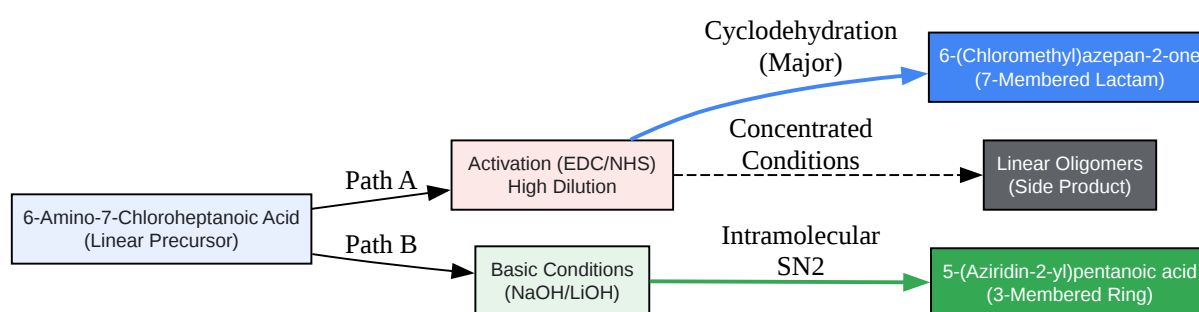 Cyclodehydration
(Major)
6-(Chloromethyl)azepan-2-one
(7-Membered Lactam)
Concentrated
Conditions
Activation (EDC/NHS)
High Dilution
Linear Oligomers
(Side Product)
Path A
6-Amino-7-Chloroheptanoic Acid
(Linear Precursor)
Path B
Intramolecular
SN2
Basic Conditions
(NaOH/LiOH)
5-(Aziridin-2-yl)pentanoic acid
(3-Membered Ring)